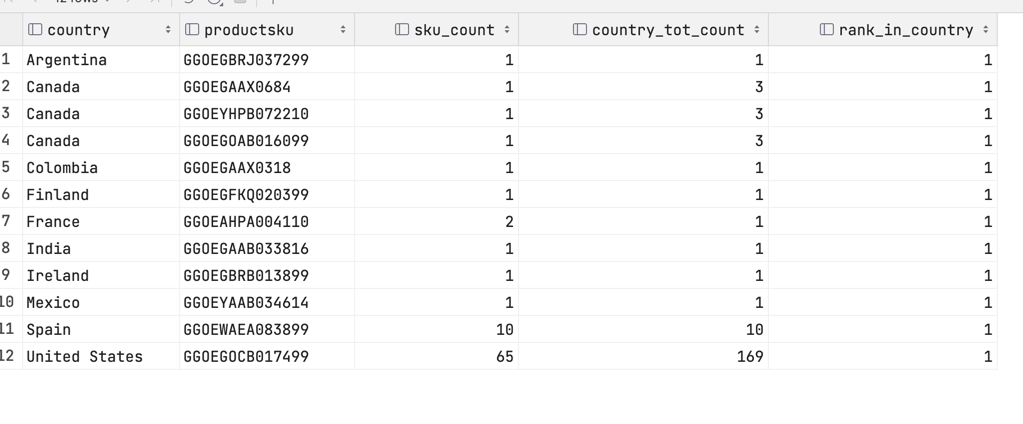 country productsku sku_count country_tot_count rank_in_country
1 Argentina GGOEGBRJ037299 1 1 1
2 Canada GGOEGAAX0684 1 3 1
3 Canada GGOEYHPB072210 1 3 1
4 Canada GGOEGOAB016099 1 3 1
5 Colombia GGOEGAAX0318 1 1 1
6 Finland GGOEGFKQ020399 1 1 1
7 France GGOEAHPA004110 2 1 1
8 India GGOEGAAB033816 1 1 1
9 Ireland GGOEGBRB013899 1 1 1
10 Mexico GGOEYAAB034614 1 1 1
11 Spain GGOEWAEA083899 10 10 1
12 United States GGOEGOCB017499 65 169 1